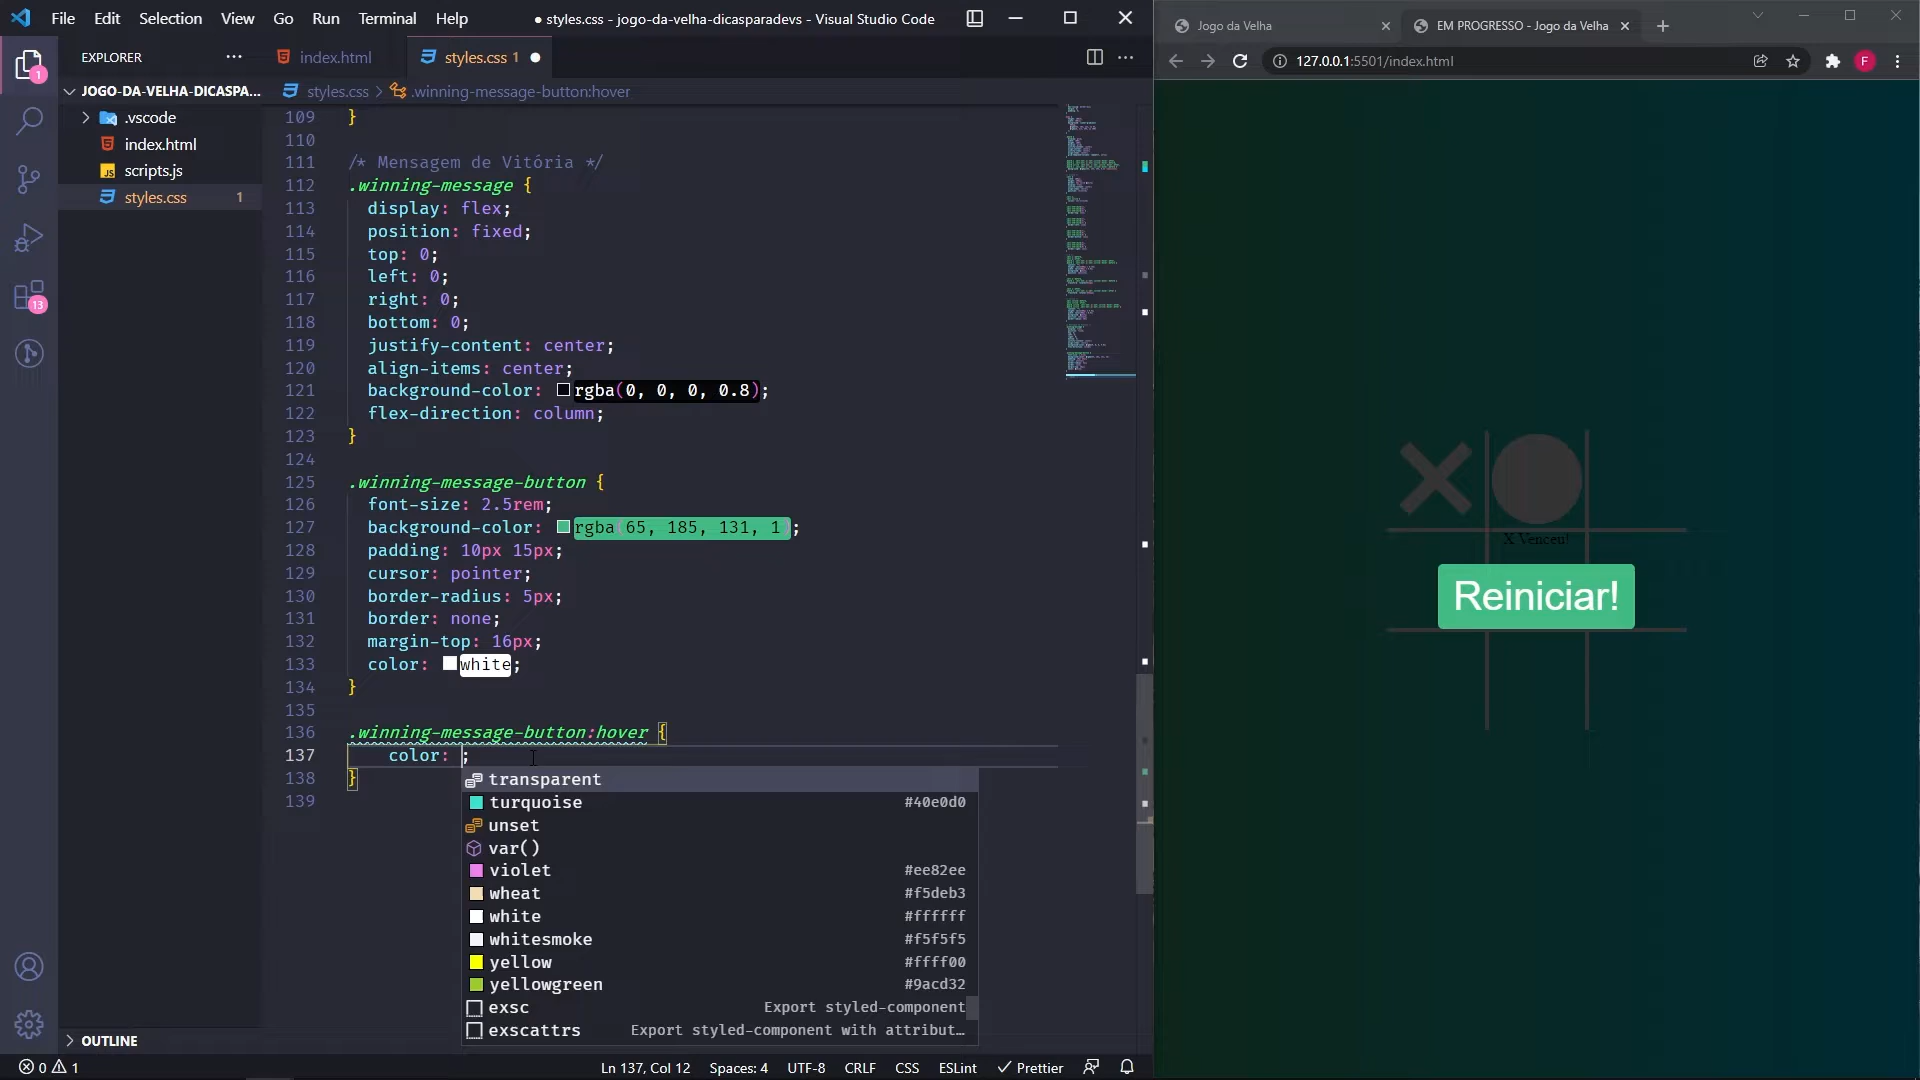 File Edit Selection View Go Run Terminal Help
● styles.css - jogo-da-velha-dicasparadevs - Visual Studio Code
EXPLORER ...
index.html
styles.css 1 ●
1
JOGO-DA-VELHA-DICASPA...
.vscode
index.html
scripts.js
styles.css 1
13
styles.css > .winning-message-button:hover
109 }
110
111 /* Mensagem de Vitória */
112 .winning-message {
113 display: flex;
114 position: fixed;
115 top: 0;
116 left: 0;
117 right: 0;
118 bottom: 0;
119 justify-content: center;
120 align-items: center;
121 background-color: rgba(0, 0, 0, 0.8);
122 flex-direction: column;
123 }
124
125 .winning-message-button {
126 font-size: 2.5rem;
127 background-color: rgba(65, 185, 131, 1);
128 padding: 10px 15px;
129 cursor: pointer;
130 border-radius: 5px;
131 border: none;
132 margin-top: 16px;
133 color: white;
134 }
135
136 .winning-message-button:hover {
137 color: ;
138 }
139
transparent
turquoise #40e0d0
unset
var()
violet #ee82ee
wheat #f5deb3
white #ffffff
whitesmoke #f5f5f5
yellow #ffff00
yellowgreen #9acd32
exsc Export styled-component
exscattrs Export styled-component with attribut...
OUTLINE
0 1
Ln 137, Col 12 Spaces: 4 UTF-8 CRLF CSS ESLint Prettier
Jogo da Velha
EM PROGRESSO - Jogo da Velha
127.0.0.1:5501/index.html
F
X Venceu!
Reiniciar!